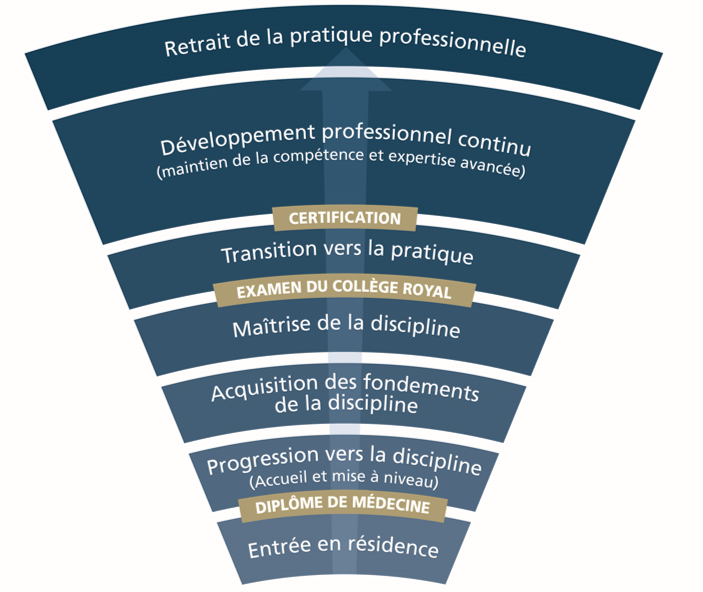 Retrait de la pratique professionnelle
Développement professionnel continu
(maintien de la compétence et expertise avancée)
CERTIFICATION
Transition vers la pratique
EXAMEN DU COLLÈGE ROYAL
Maîtrise de la discipline
Acquisition des fondements
de la discipline
Progression vers la discipline
(Accueil et mise à niveau)
DIPLÔME DE MÉDECINE
Entrée en résidence